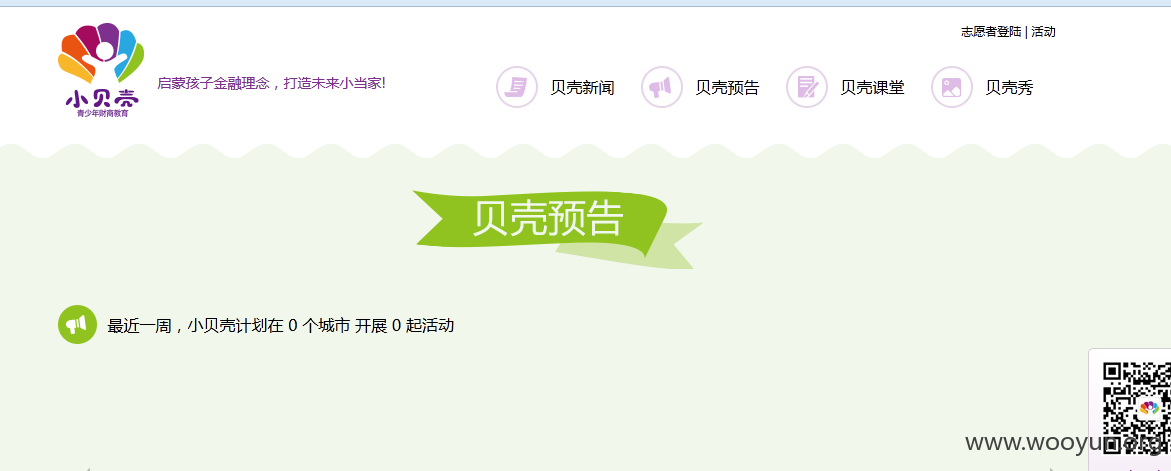 志愿者登陆 | 活动
小贝壳
青少年财商教育
启蒙孩子金融理念，打造未来小当家!
贝壳新闻
贝壳预告
贝壳课堂
贝壳秀
贝壳预告
最近一周，小贝壳计划在 0 个城市 开展 0 起活动
www.wooyun.org